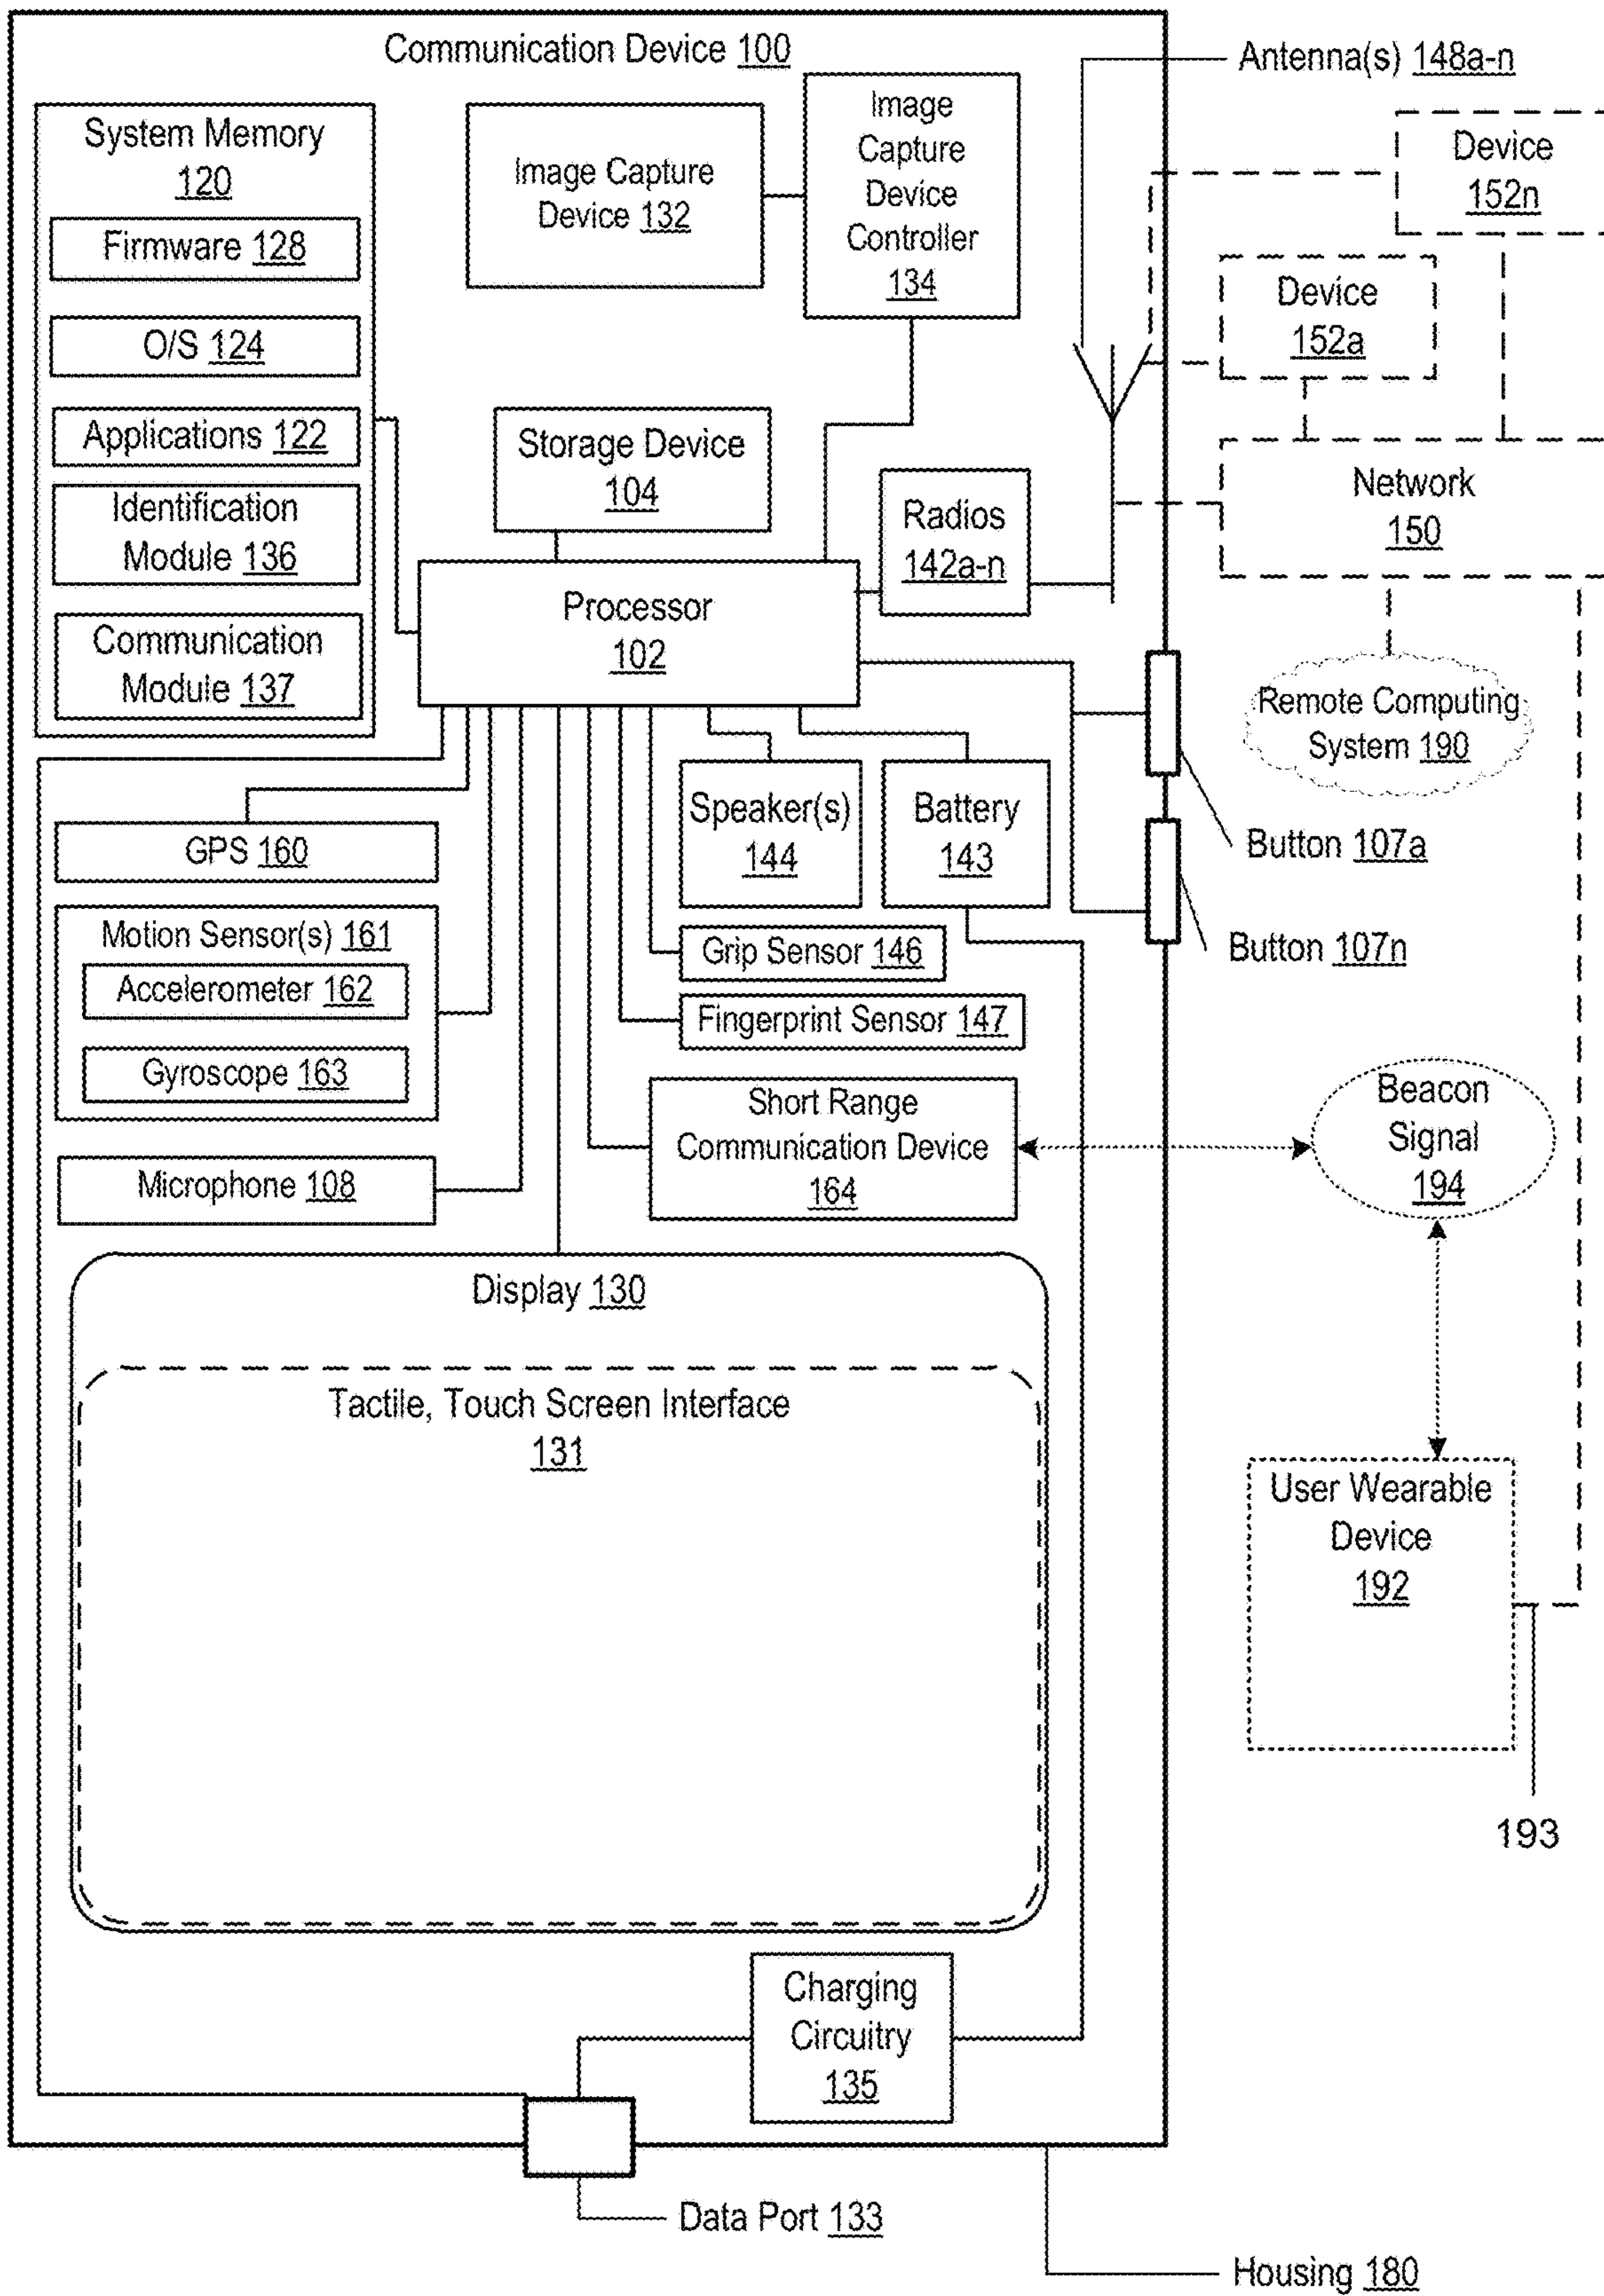 Communication Device 100
Antenna(s) 148a-n
System Memory
120
Firmware 128
O/S 124
Applications 122
Identification
Module 136
Communication
Module 137
Image Capture
Device 132
Image
Capture
Device
Controller
134
Device
152n
Device
152a
Storage Device
104
Radios
142a-n
Network
150
Processor
102
Remote Computing
System 190
Speaker(s)
144
Battery
143
Button 107a
Button 107n
GPS 160
Motion Sensor(s) 161
Accelerometer 162
Gyroscope 163
Microphone 108
Grip Sensor 146
Fingerprint Sensor 147
Short Range
Communication Device
164
Beacon
Signal
194
Display 130
Tactile, Touch Screen Interface
131
User Wearable
Device
192
193
Charging
Circuitry
135
Data Port 133
Housing 180